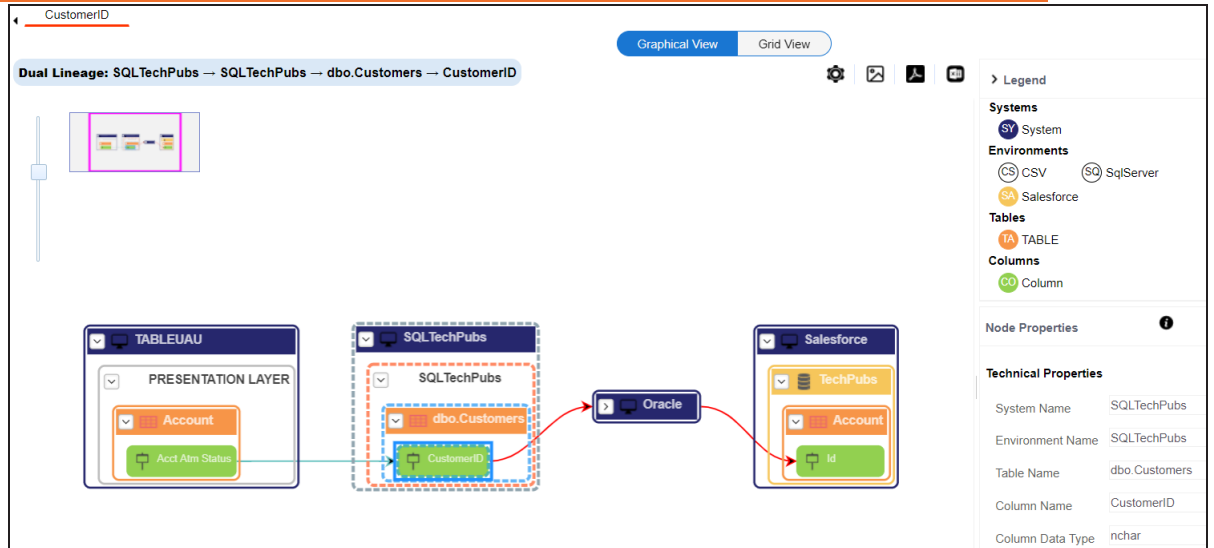 CustomerID
Graphical View
Grid View
Dual Lineage: SQLTechPubs → SQLTechPubs → dbo.Customers → CustomerID
Legend
Systems
SY System
Environments
CS CSV SQ SqlServer
SA Salesforce
Tables
TA TABLE
Columns
CO Column
TABLEUAU
PRESENTATION LAYER
Account
Acct Atm Status
SQLTechPubs
SQLTechPubs
dbo.Customers
CustomerID
Oracle
Salesforce
TechPubs
Account
Id
Node Properties
Technical Properties
System Name SQLTechPubs
Environment Name SQLTechPubs
Table Name dbo.Customers
Column Name CustomerID
Column Data Type nchar